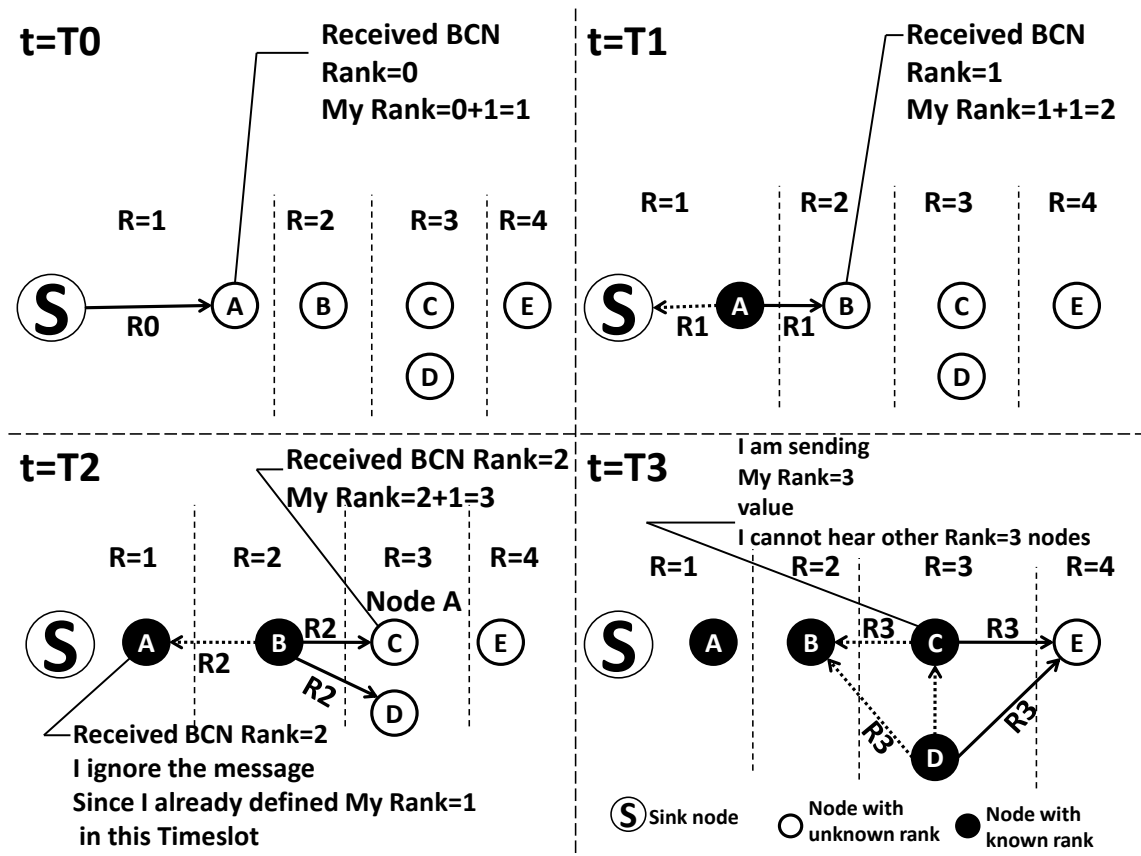 t=T0
Received BCN
Rank=0
My Rank=0+1=1
R=1
R=2
R=3
R=4
S
A
B
C
E
R0
D
t=T1
Received BCN
Rank=1
My Rank=1+1=2
R=1
R=2
R=3
R=4
S
A
B
C
E
R1
R1
D
t=T2
Received BCN Rank=2
My Rank=2+1=3
R=1
R=2
R=3
R=4
Node A
S
A
B
C
E
R2
R2
R2
D
Received BCN Rank=2
I ignore the message
Since I already defined My Rank=1
in this Timeslot
t=T3
I am sending
My Rank=3
value
I cannot hear other Rank=3 nodes
R=1
R=2
R=3
R=4
S
A
B
C
E
R3
R3
R3
R3
D
S Sink node
Node with
unknown rank
Node with
known rank